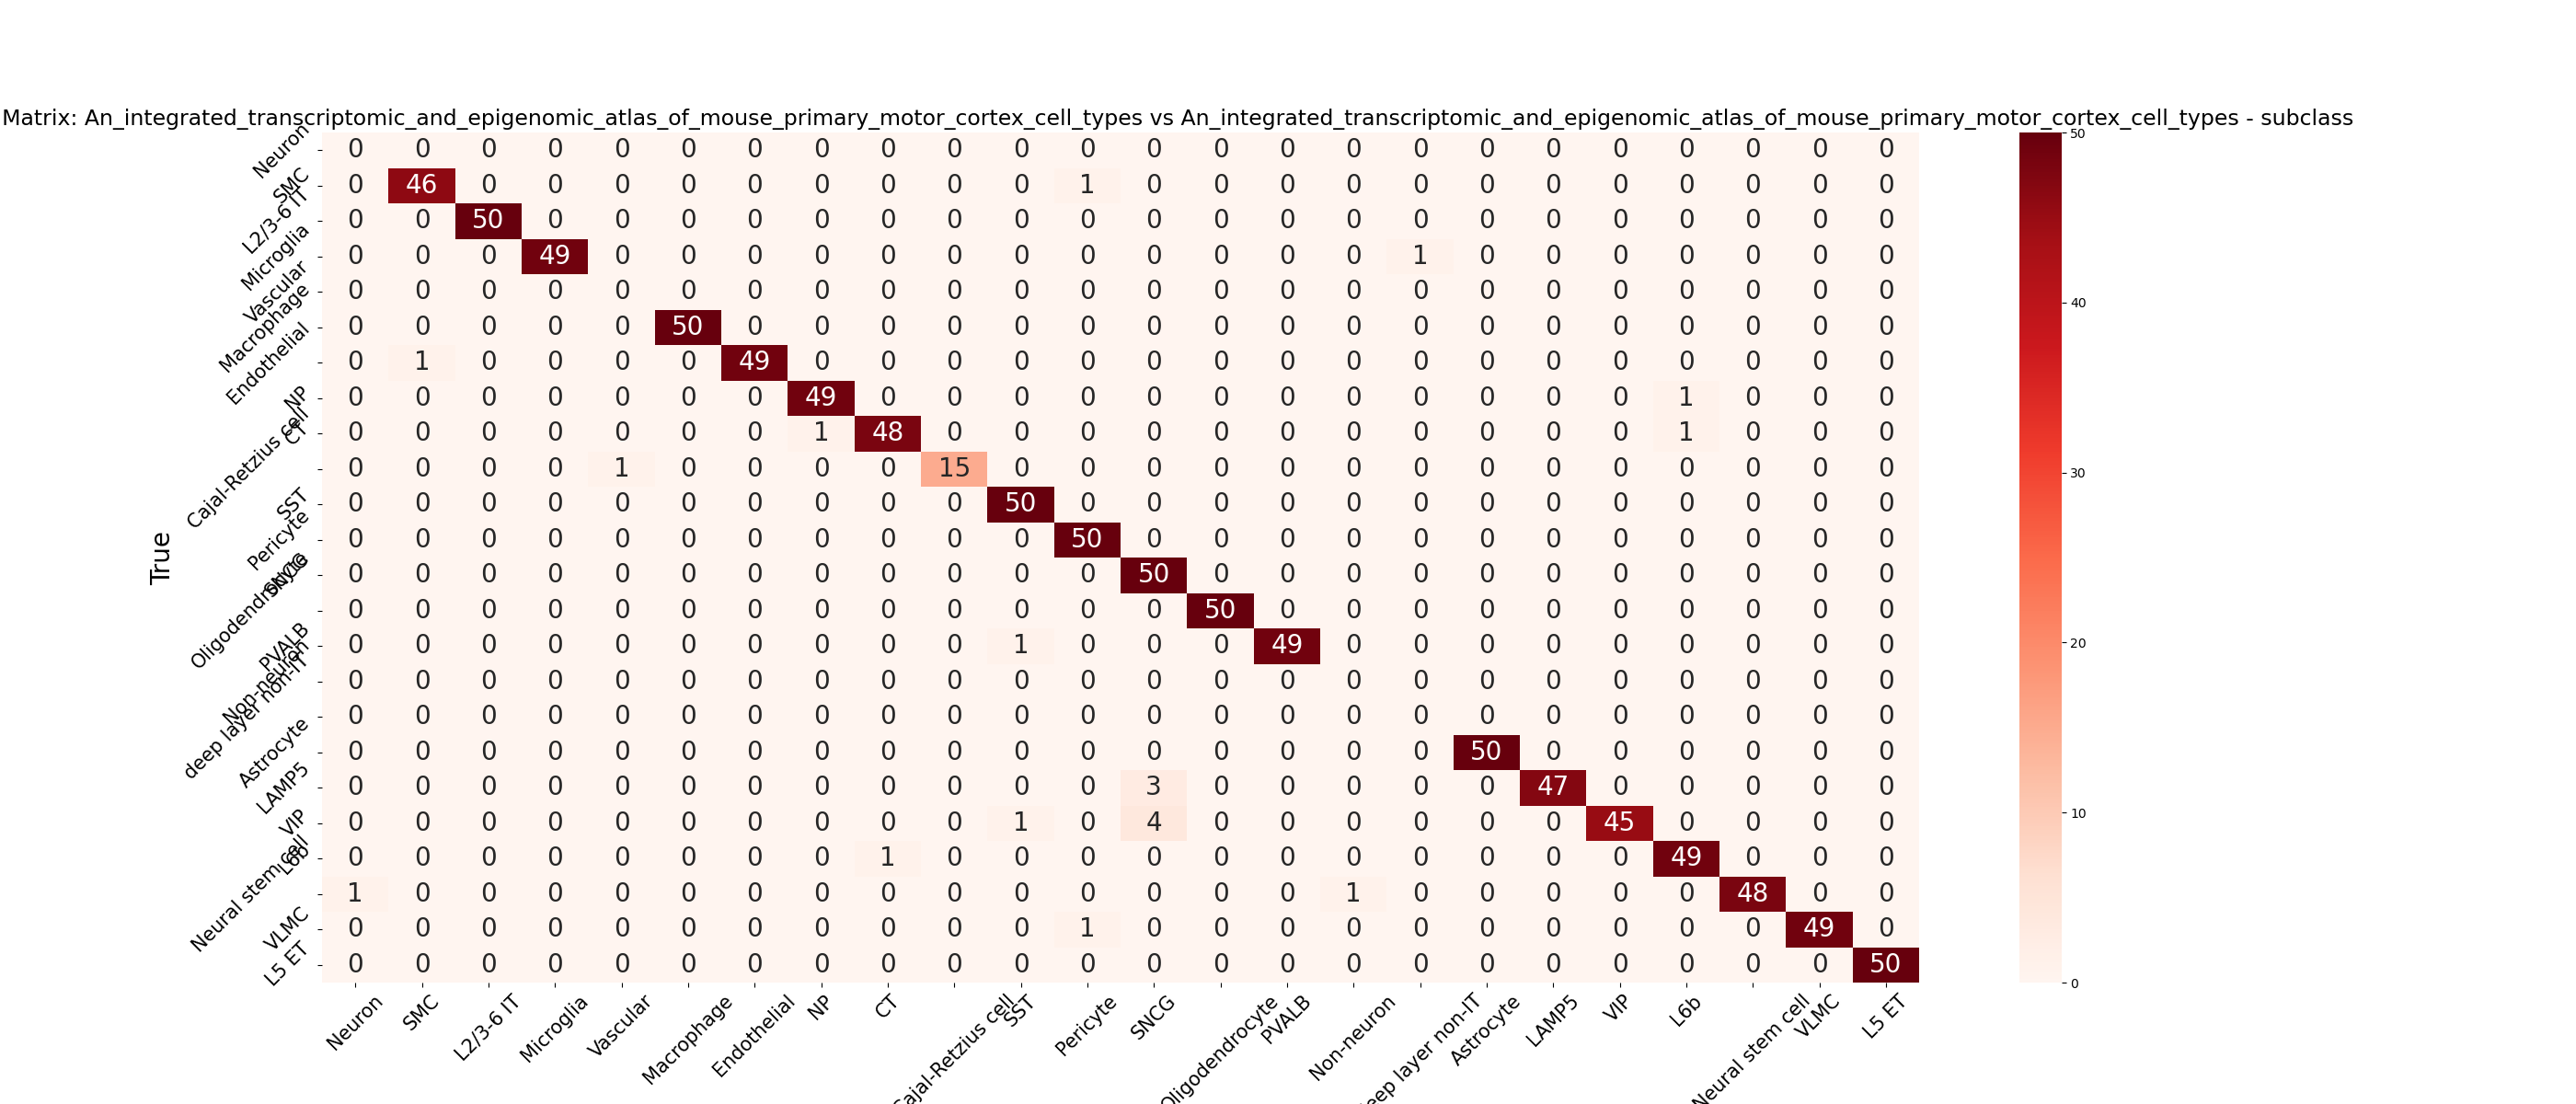 Matrix: An_integrated_transcriptomic_and_epigenomic_atlas_of_mouse_primary_motor_cortex_cell_types vs An_integrated_transcriptomic_and_epigenomic_atlas_of_mouse_primary_motor_cortex_cell_types - subclass
True
Neuron 0 0 0 0 0 0 0 0 0 0 0 0 0 0 0 0 0 0 0 0 0 0 0 0
SMC 0 46 0 0 0 0 0 0 0 0 0 1 0 0 0 0 0 0 0 0 0 0 0 0
L2/3-6 IT 0 0 50 0 0 0 0 0 0 0 0 0 0 0 0 0 0 0 0 0 0 0 0 0
Microglia 0 0 0 49 0 0 0 0 0 0 0 0 0 0 0 0 1 0 0 0 0 0 0 0
Vascular 0 0 0 0 0 0 0 0 0 0 0 0 0 0 0 0 0 0 0 0 0 0 0 0
Macrophage 0 0 0 0 0 50 0 0 0 0 0 0 0 0 0 0 0 0 0 0 0 0 0 0
Endothelial 0 1 0 0 0 0 49 0 0 0 0 0 0 0 0 0 0 0 0 0 0 0 0 0
NP 0 0 0 0 0 0 0 49 0 0 0 0 0 0 0 0 0 0 0 0 1 0 0 0
CT 0 0 0 0 0 0 0 1 48 0 0 0 0 0 0 0 0 0 0 0 1 0 0 0
Cajal-Retzius cell 0 0 0 0 1 0 0 0 0 15 0 0 0 0 0 0 0 0 0 0 0 0 0 0
SST 0 0 0 0 0 0 0 0 0 0 50 0 0 0 0 0 0 0 0 0 0 0 0 0
Pericyte 0 0 0 0 0 0 0 0 0 0 0 50 0 0 0 0 0 0 0 0 0 0 0 0
SNCG 0 0 0 0 0 0 0 0 0 0 0 0 50 0 0 0 0 0 0 0 0 0 0 0
Oligodendrocyte 0 0 0 0 0 0 0 0 0 0 0 0 0 50 0 0 0 0 0 0 0 0 0 0
PVALB 0 0 0 0 0 0 0 0 0 0 1 0 0 0 49 0 0 0 0 0 0 0 0 0
Non-neuron 0 0 0 0 0 0 0 0 0 0 0 0 0 0 0 0 0 0 0 0 0 0 0 0
deep layer non-IT 0 0 0 0 0 0 0 0 0 0 0 0 0 0 0 0 0 0 0 0 0 0 0 0
Astrocyte 0 0 0 0 0 0 0 0 0 0 0 0 0 0 0 0 0 50 0 0 0 0 0 0
LAMP5 0 0 0 0 0 0 0 0 0 0 0 0 3 0 0 0 0 0 47 0 0 0 0 0
VIP 0 0 0 0 0 0 0 0 0 0 1 0 4 0 0 0 0 0 0 45 0 0 0 0
L6b 0 0 0 0 0 0 0 0 1 0 0 0 0 0 0 0 0 0 0 0 49 0 0 0
Neural stem cell 1 0 0 0 0 0 0 0 0 0 0 0 0 0 0 1 0 0 0 0 0 48 0 0
VLMC 0 0 0 0 0 0 0 0 0 0 0 1 0 0 0 0 0 0 0 0 0 0 49 0
L5 ET 0 0 0 0 0 0 0 0 0 0 0 0 0 0 0 0 0 0 0 0 0 0 0 50
Neuron SMC L2/3-6 IT Microglia Vascular Macrophage Endothelial NP CT Cajal-Retzius cell SST Pericyte SNCG Oligodendrocyte PVALB Non-neuron eep layer non-IT Astrocyte LAMP5 VIP L6b Neural stem cell VLMC L5 ET
50
40
30
20
10
0